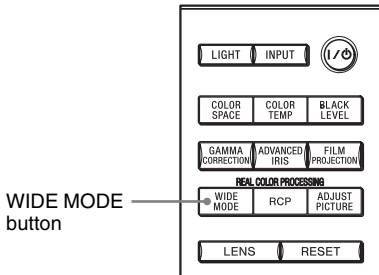 LIGHT INPUT I/⏻
COLOR SPACE COLOR TEMP BLACK LEVEL
GAMMA CORRECTION ADVANCED IRIS FILM PROJECTION
REAL COLOR PROCESSING
WIDE MODE RCP ADJUST PICTURE
WIDE MODE button
LENS RESET